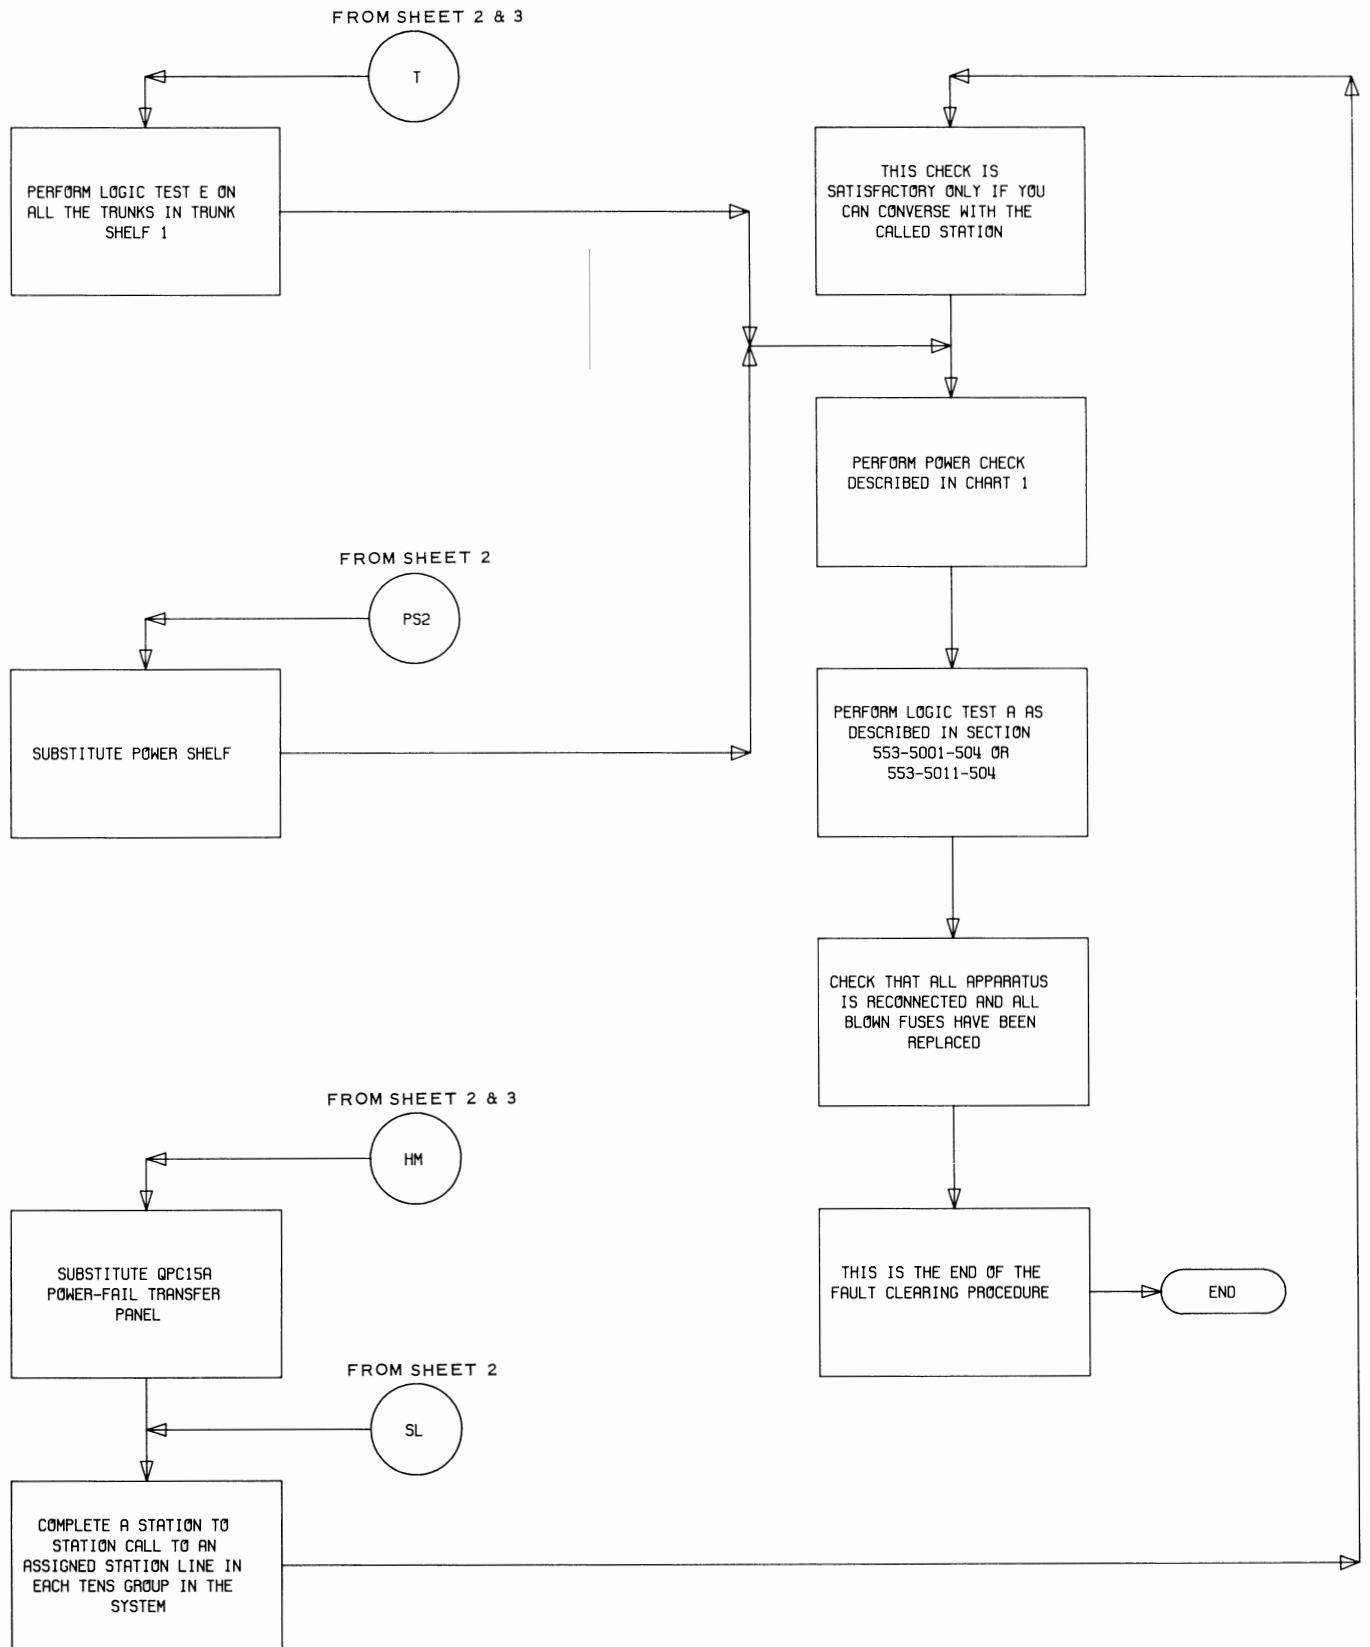 FROM SHEET 2 & 3
T
PERFORM LOGIC TEST E ON
ALL THE TRUNKS IN TRUNK
SHELF 1
THIS CHECK IS
SATISFACTORY ONLY IF YOU
CAN CONVERSE WITH THE
CALLED STATION
PERFORM POWER CHECK
DESCRIBED IN CHART 1
FROM SHEET 2
PS2
SUBSTITUTE POWER SHELF
PERFORM LOGIC TEST A AS
DESCRIBED IN SECTION
553-5001-504 OR
553-5011-504
CHECK THAT ALL APPARATUS
IS RECONNECTED AND ALL
BLOWN FUSES HAVE BEEN
REPLACED
FROM SHEET 2 & 3
HM
SUBSTITUTE QPC15A
POWER-FAIL TRANSFER
PANEL
THIS IS THE END OF THE
FAULT CLEARING PROCEDURE
END
FROM SHEET 2
SL
COMPLETE A STATION TO
STATION CALL TO AN
ASSIGNED STATION LINE IN
EACH TENS GROUP IN THE
SYSTEM